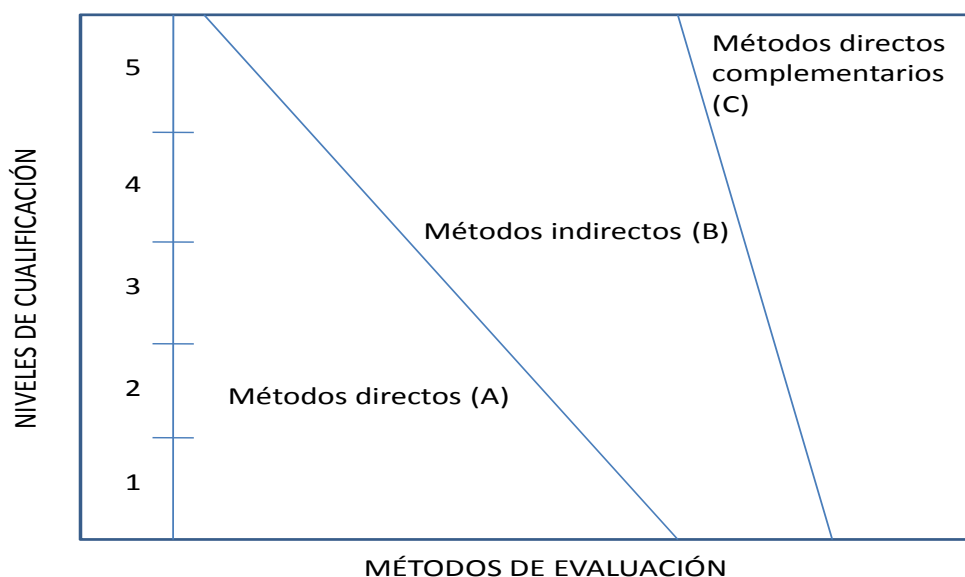 NIVELES DE CUALIFICACIÓN
5
4
3
2
1
Métodos directos
complementarios
(C)
Métodos indirectos (B)
Métodos directos (A)
MÉTODOS DE EVALUACIÓN